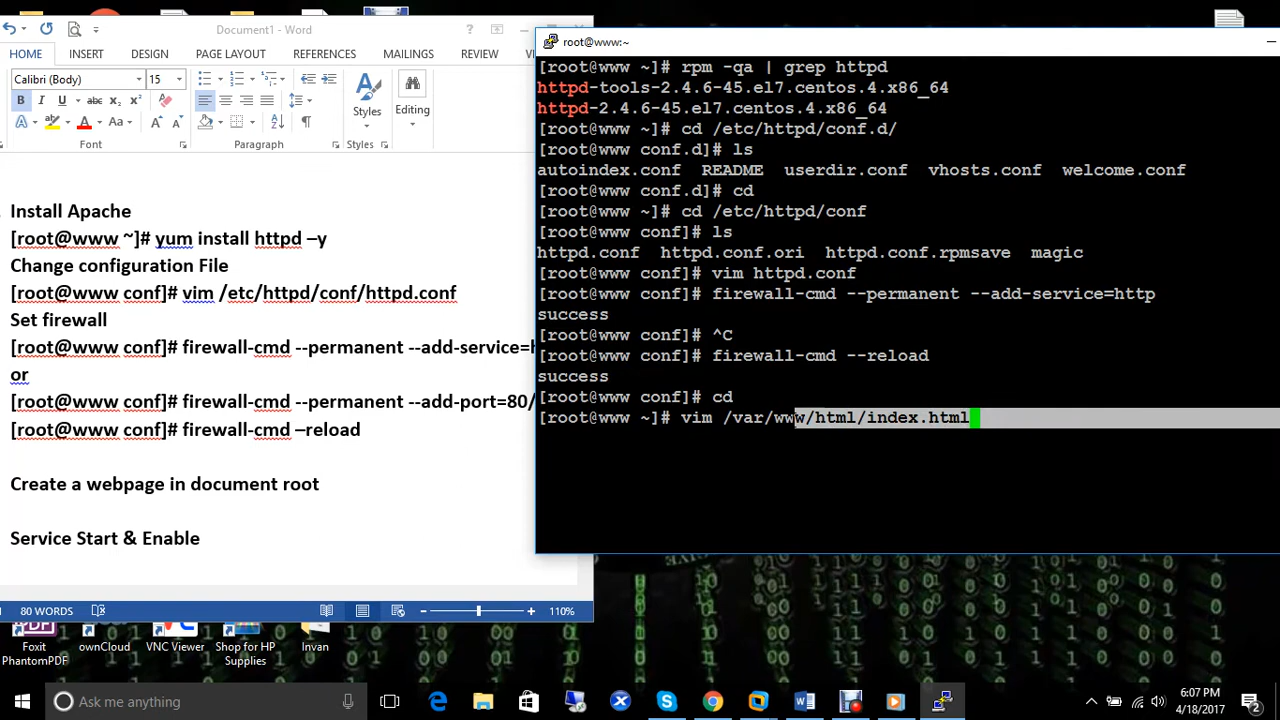 Document1 - Word
HOME INSERT DESIGN PAGE LAYOUT REFERENCES MAILINGS REVIEW
Calibri (Body) 15
B I U abc x₂ x²
A A Aa A A
Font
Paragraph
Styles
Styles
Editing
Install Apache
[root@www ~]# yum install httpd –y
Change configuration File
[root@www conf]# vim /etc/httpd/conf/httpd.conf
Set firewall
[root@www conf]# firewall-cmd --permanent --add-service=
or
[root@www conf]# firewall-cmd --permanent --add-port=80/
[root@www conf]# firewall-cmd –reload
Create a webpage in document root
Service Start & Enable
80 WORDS
110%
root@www:~
[root@www ~]# rpm -qa | grep httpd
httpd-tools-2.4.6-45.el7.centos.4.x86_64
httpd-2.4.6-45.el7.centos.4.x86_64
[root@www ~]# cd /etc/httpd/conf.d/
[root@www conf.d]# ls
autoindex.conf README userdir.conf vhosts.conf welcome.conf
[root@www conf.d]# cd
[root@www ~]# cd /etc/httpd/conf
[root@www conf]# ls
httpd.conf httpd.conf.ori httpd.conf.rpmsave magic
[root@www conf]# vim httpd.conf
[root@www conf]# firewall-cmd --permanent --add-service=http
success
[root@www conf]# ^C
[root@www conf]# firewall-cmd --reload
success
[root@www conf]# cd
[root@www ~]# vim /var/www/html/index.html
PDF
Foxit PhantomPDF
ownCloud
VNC Viewer
Shop for HP Supplies
Invan
Ask me anything
6:07 PM
4/18/2017
2